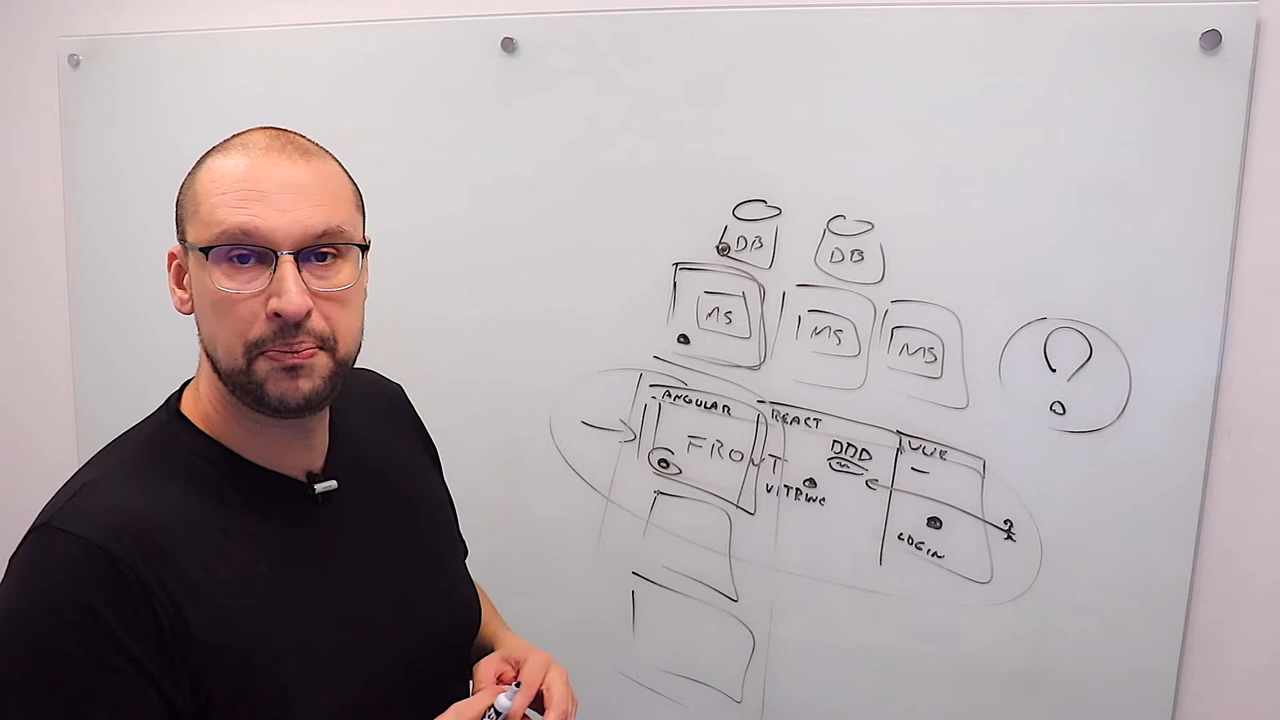 DB
DB
MS
MS
MS
ANGULAR
REACT
VUE
FRONT
DDD
VITRINE
LOGIN